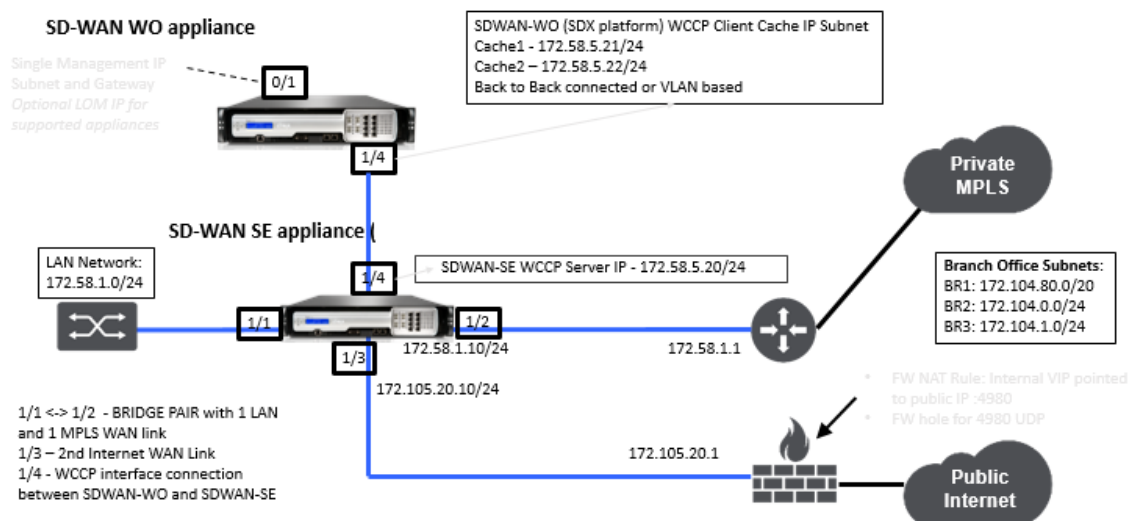 SD-WAN WO appliance
Single Management IP
Subnet and Gateway
Optional LOM IP for
supported appliances
0/1
SDWAN-WO (SDX platform) WCCP Client Cache IP Subnet
Cache1 - 172.58.5.21/24
Cache2 – 172.58.5.22/24
Back to Back connected or VLAN based
1/4
Private
MPLS
SD-WAN SE appliance (
LAN Network:
172.58.1.0/24
1/4
SDWAN-SE WCCP Server IP - 172.58.5.20/24
Branch Office Subnets:
BR1: 172.104.80.0/20
BR2: 172.104.0.0/24
BR3: 172.104.1.0/24
1/1
1/2
172.58.1.10/24
172.58.1.1
1/3
172.105.20.10/24
• FW NAT Rule: Internal VIP pointed
to public IP :4980
• FW hole for 4980 UDP
1/1 <-> 1/2 - BRIDGE PAIR with 1 LAN
and 1 MPLS WAN link
1/3 – 2nd Internet WAN Link
1/4 - WCCP interface connection
between SDWAN-WO and SDWAN-SE
172.105.20.1
Public
Internet